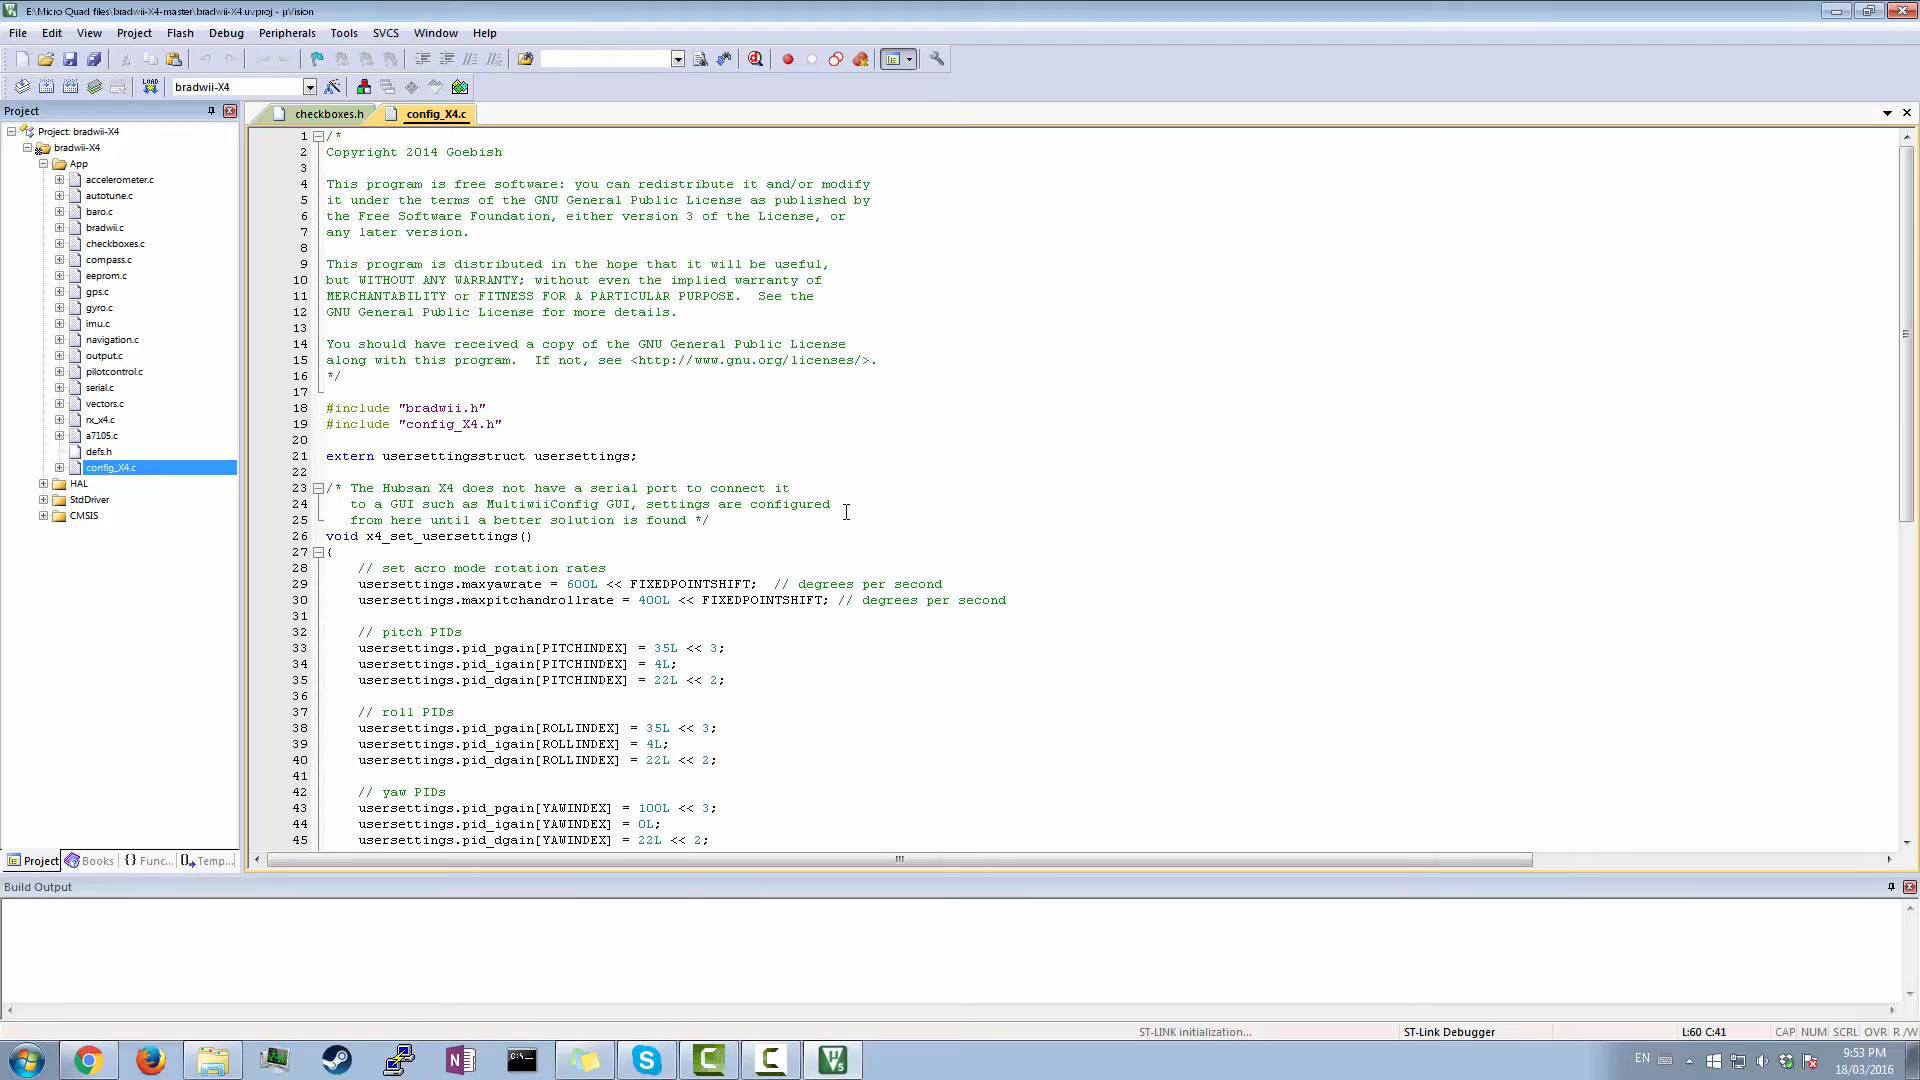 E:\Micro Quad files\bradwii-X4-master\bradwii-X4.uvproj - µVision
File Edit View Project Flash Debug Peripherals Tools SVCS Window Help
LOAD bradwii-X4
Project
checkboxes.h config_X4.c
Project: bradwii-X4
bradwii-X4
App
accelerometer.c
autotune.c
baro.c
bradwii.c
checkboxes.c
compass.c
eeprom.c
gps.c
gyro.c
imu.c
navigation.c
output.c
pilotcontrol.c
serial.c
vectors.c
rx_x4.c
a7105.c
defs.h
config_X4.c
HAL
StdDriver
CMSIS
Project Books {} Func... Temp...
1 /*
2 Copyright 2014 Goebish
3
4 This program is free software: you can redistribute it and/or modify
5 it under the terms of the GNU General Public License as published by
6 the Free Software Foundation, either version 3 of the License, or
7 any later version.
8
9 This program is distributed in the hope that it will be useful,
10 but WITHOUT ANY WARRANTY; without even the implied warranty of
11 MERCHANTABILITY or FITNESS FOR A PARTICULAR PURPOSE.  See the
12 GNU General Public License for more details.
13
14 You should have received a copy of the GNU General Public License
15 along with this program.  If not, see <http://www.gnu.org/licenses/>.
16 */
17
18 #include "bradwii.h"
19 #include "config_X4.h"
20
21 extern usersettingsstruct usersettings;
22
23 /* The Hubsan X4 does not have a serial port to connect it
24 to a GUI such as MultiwiiConfig GUI, settings are configured
25 from here until a better solution is found */
26 void x4_set_usersettings()
27 {
28 // set acro mode rotation rates
29 usersettings.maxyawrate = 600L << FIXEDPOINTSHIFT;  // degrees per second
30 usersettings.maxpitchandrollrate = 400L << FIXEDPOINTSHIFT; // degrees per second
31
32 // pitch PIDs
33 usersettings.pid_pgain[PITCHINDEX] = 35L << 3;
34 usersettings.pid_igain[PITCHINDEX] = 4L;
35 usersettings.pid_dgain[PITCHINDEX] = 22L << 2;
36
37 // roll PIDs
38 usersettings.pid_pgain[ROLLINDEX] = 35L << 3;
39 usersettings.pid_igain[ROLLINDEX] = 4L;
40 usersettings.pid_dgain[ROLLINDEX] = 22L << 2;
41
42 // yaw PIDs
43 usersettings.pid_pgain[YAWINDEX] = 100L << 3;
44 usersettings.pid_igain[YAWINDEX] = 0L;
45 usersettings.pid_dgain[YAWINDEX] = 22L << 2;
Build Output
ST-LINK initialization... ST-Link Debugger L:60 C:41 CAP NUM SCRL OVR R/W
EN 9:53 PM
18/03/2016